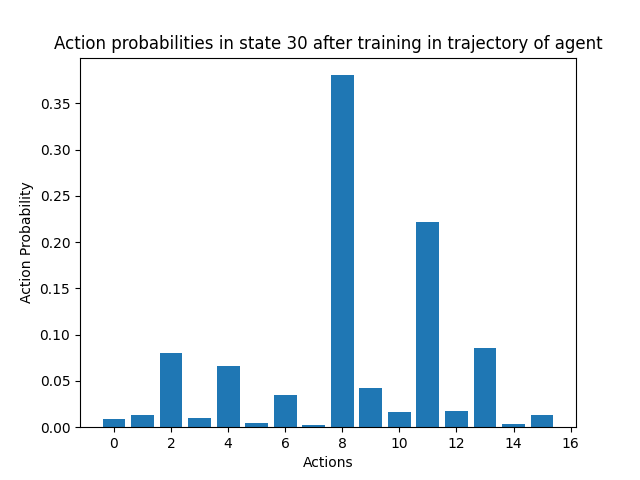 Action probabilities in state 30 after training in trajectory of agent
0.35
0.30
0.25
0.20
0.15
0.10
0.05
0.00
Action Probability
0 2 4 6 8 10 12 14 16
Actions